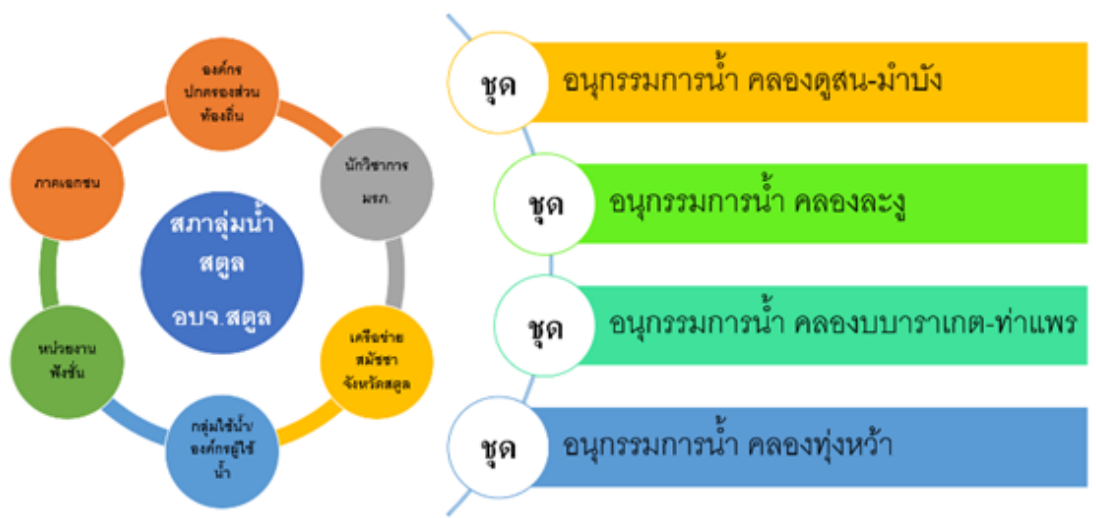 องค์กร
ปกครองส่วน
ท้องถิ่น
นักวิชาการ
มรภ.
เครือข่าย
สมัชชา
จังหวัดสตูล
กลุ่มใช้น้ำ/
องค์กรผู้ใช้
น้ำ
หน่วยงาน
ฟังชั่น
ภาคเอกชน
สภาลุ่มน้ำ
สตูล
อบจ.สตูล
ชุด อนุกรรมการน้ำ คลองดูสน-มำบัง
ชุด อนุกรรมการน้ำ คลองละงู
ชุด อนุกรรมการน้ำ คลองบบาราเกต-ท่าแพร
ชุด อนุกรรมการน้ำ คลองทุ่งหว้า